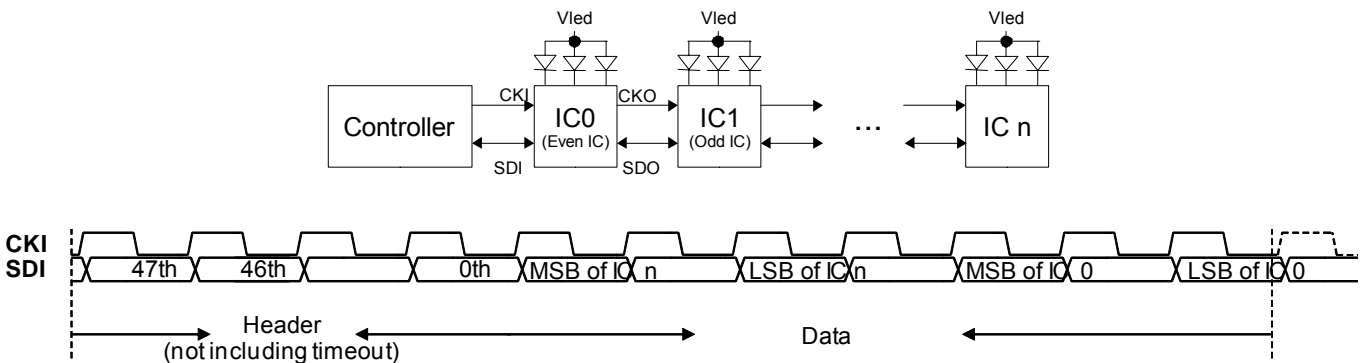 Vled Vled Vled
CKI CKO
Controller IC0 IC1 ... IC n
(Even IC) (Odd IC)
SDI SDO
CKI
SDI 47th 46th 0th MSB of IC n LSB of IC n MSB of IC 0 LSB of IC 0
Header Data
(not including timeout)